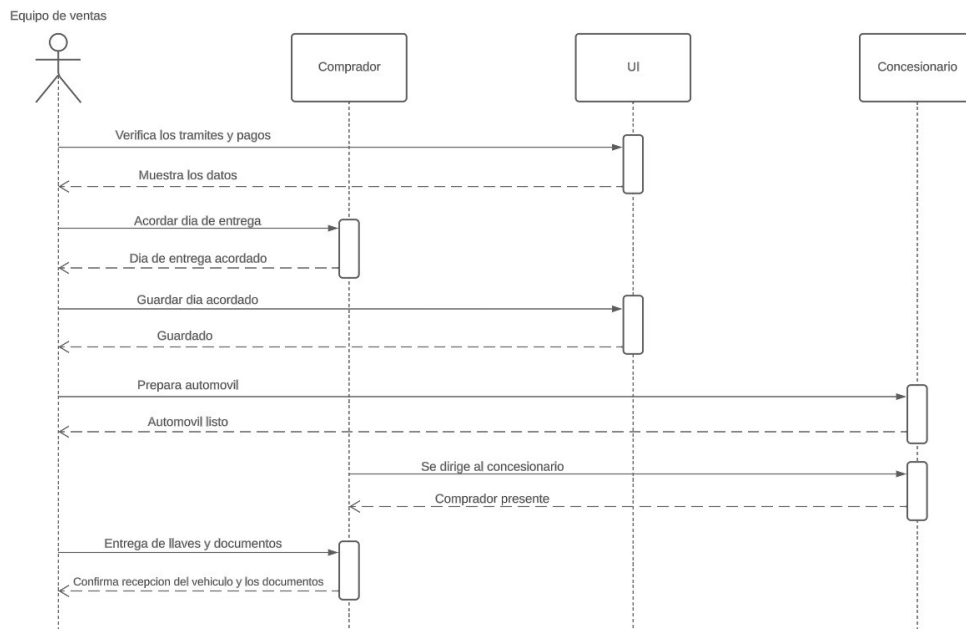 Equipo de ventas
Comprador
UI
Concesionario
Verifica los tramites y pagos
Muestra los datos
Acordar dia de entrega
Dia de entrega acordado
Guardar dia acordado
Guardado
Prepara automovil
Automovil listo
Se dirige al concesionario
Comprador presente
Entrega de llaves y documentos
Confirma recepcion del vehiculo y los documentos